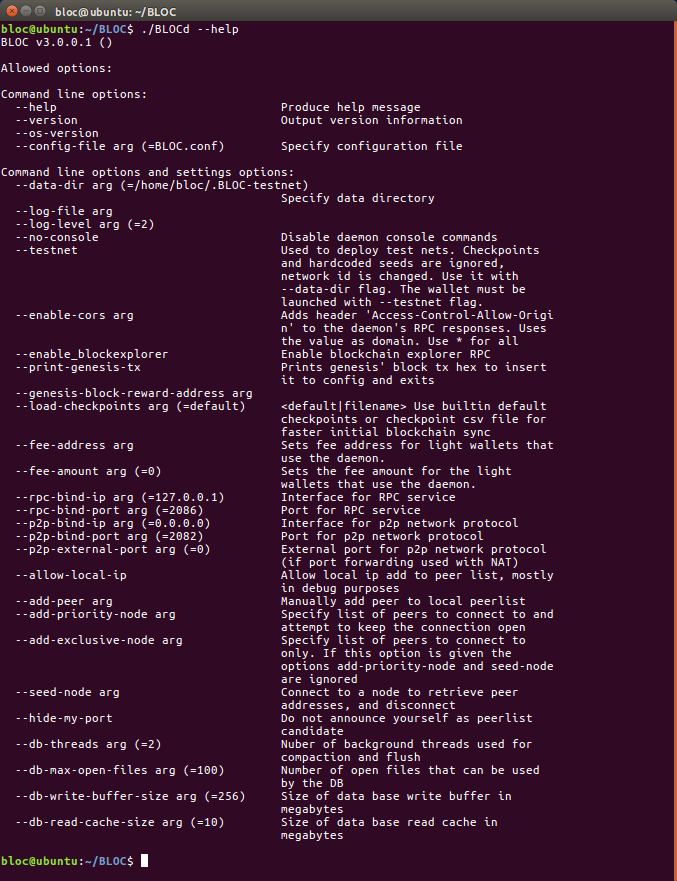 bloc@ubuntu: ~/BLOC
bloc@ubuntu:~/BLOC$ ./BLOCd --help
BLOC v3.0.0.1 ()
Allowed options:
Command line options:
--help Produce help message
--version Output version information
--os-version
--config-file arg (=BLOC.conf) Specify configuration file
Command line options and settings options:
--data-dir arg (=/home/bloc/.BLOC-testnet)
Specify data directory
--log-file arg
--log-level arg (=2)
--no-console Disable daemon console commands
--testnet Used to deploy test nets. Checkpoints
and hardcoded seeds are ignored,
network id is changed. Use it with
--data-dir flag. The wallet must be
launched with --testnet flag.
--enable-cors arg Adds header 'Access-Control-Allow-Origi
n' to the daemon's RPC responses. Uses
the value as domain. Use * for all
--enable_blockexplorer Enable blockchain explorer RPC
--print-genesis-tx Prints genesis' block tx hex to insert
it to config and exits
--genesis-block-reward-address arg
--load-checkpoints arg (=default) <default|filename> Use builtin default
checkpoints or checkpoint csv file for
faster initial blockchain sync
--fee-address arg Sets fee address for light wallets that
use the daemon.
--fee-amount arg (=0) Sets the fee amount for the light
wallets that use the daemon.
--rpc-bind-ip arg (=127.0.0.1) Interface for RPC service
--rpc-bind-port arg (=2086) Port for RPC service
--p2p-bind-ip arg (=0.0.0.0) Interface for p2p network protocol
--p2p-bind-port arg (=2082) Port for p2p network protocol
--p2p-external-port arg (=0) External port for p2p network protocol
(if port forwarding used with NAT)
--allow-local-ip Allow local ip add to peer list, mostly
in debug purposes
--add-peer arg Manually add peer to local peerlist
--add-priority-node arg Specify list of peers to connect to and
attempt to keep the connection open
--add-exclusive-node arg Specify list of peers to connect to
only. If this option is given the
options add-priority-node and seed-node
are ignored
--seed-node arg Connect to a node to retrieve peer
addresses, and disconnect
--hide-my-port Do not announce yourself as peerlist
candidate
--db-threads arg (=2) Nuber of background threads used for
compaction and flush
--db-max-open-files arg (=100) Number of open files that can be used
by the DB
--db-write-buffer-size arg (=256) Size of data base write buffer in
megabytes
--db-read-cache-size arg (=10) Size of data base read cache in
megabytes
bloc@ubuntu:~/BLOC$